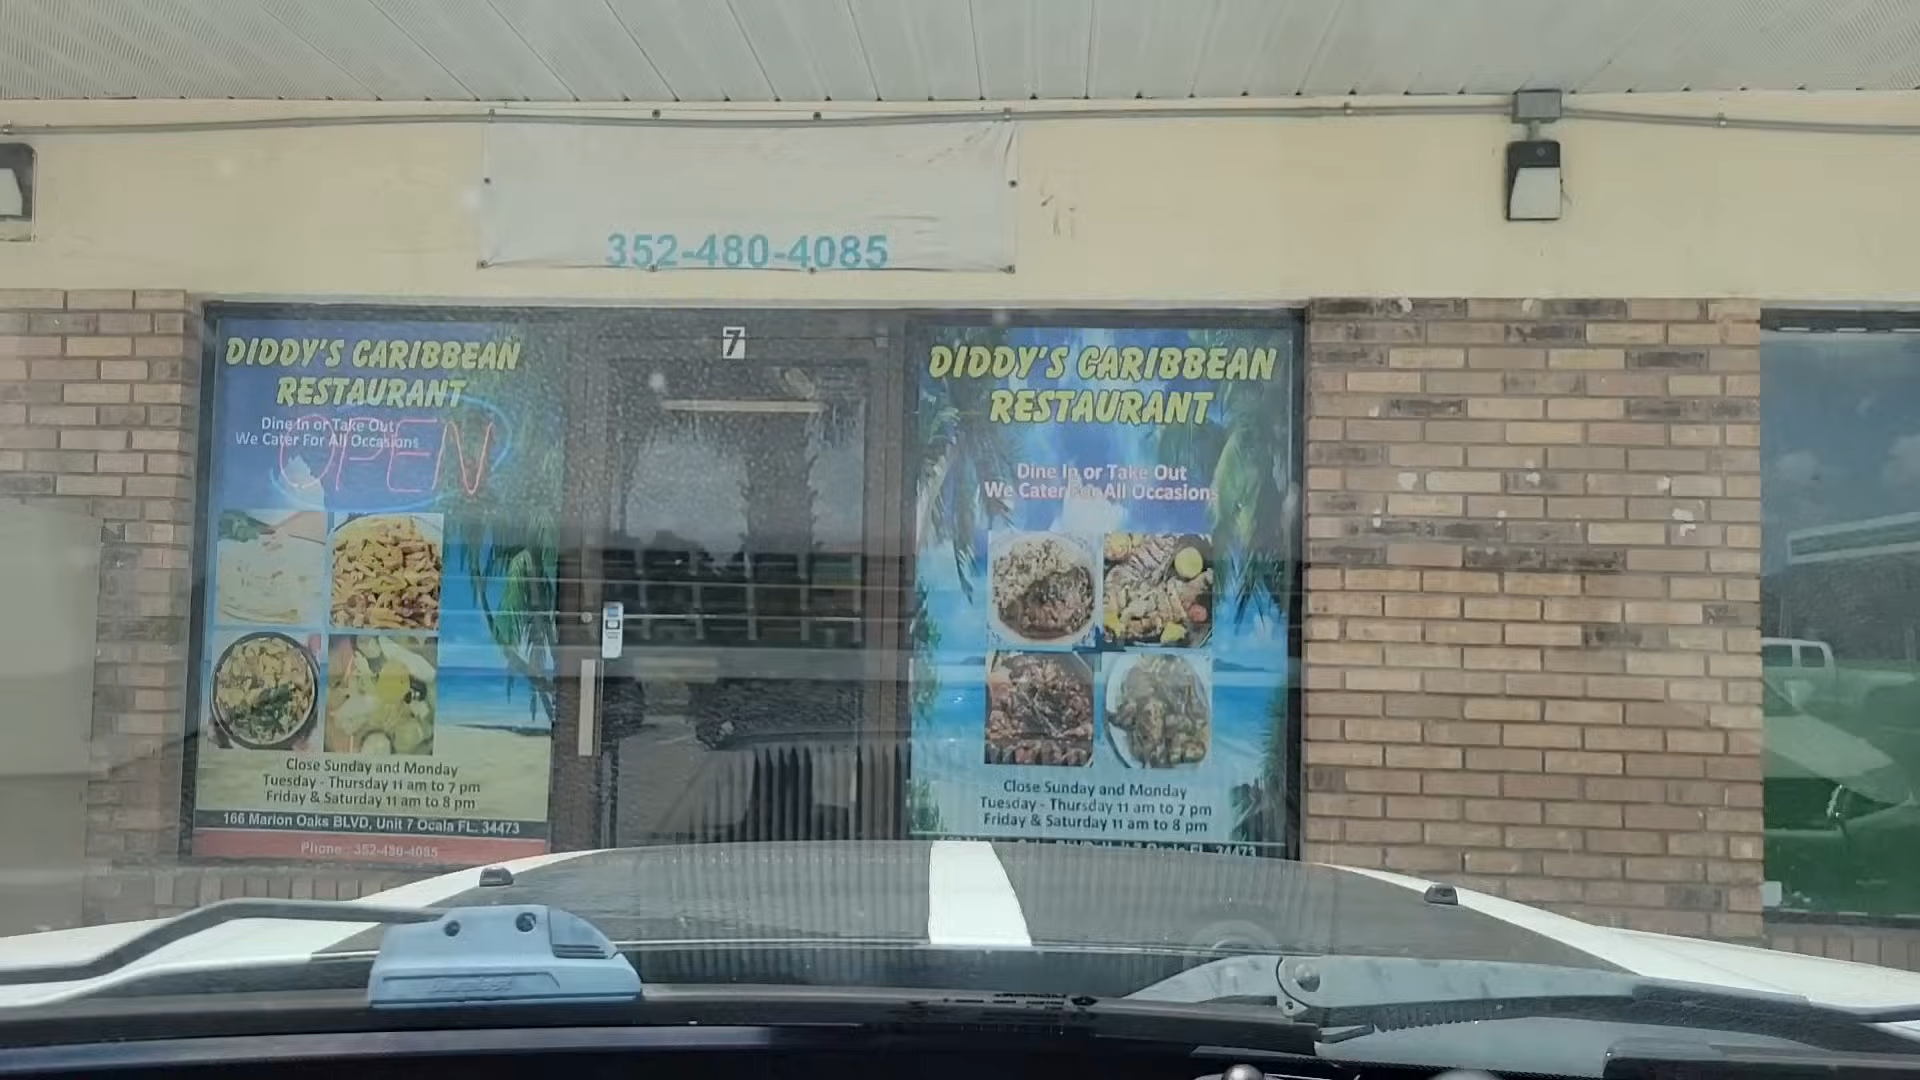 352-480-4085
7
DIDDY'S CARIBBEAN
RESTAURANT
Dine In or Take Out
We Cater For All Occasions
OPEN
Close Sunday and Monday
Tuesday - Thursday 11 am to 7 pm
Friday & Saturday 11 am to 8 pm
166 Marion Oaks BLVD, Unit 7 Ocala FL. 34473
Phone : 352-480-4085
DIDDY'S CARIBBEAN
RESTAURANT
Dine In or Take Out
We Cater For All Occasions
Close Sunday and Monday
Tuesday - Thursday 11 am to 7 pm
Friday & Saturday 11 am to 8 pm
34473